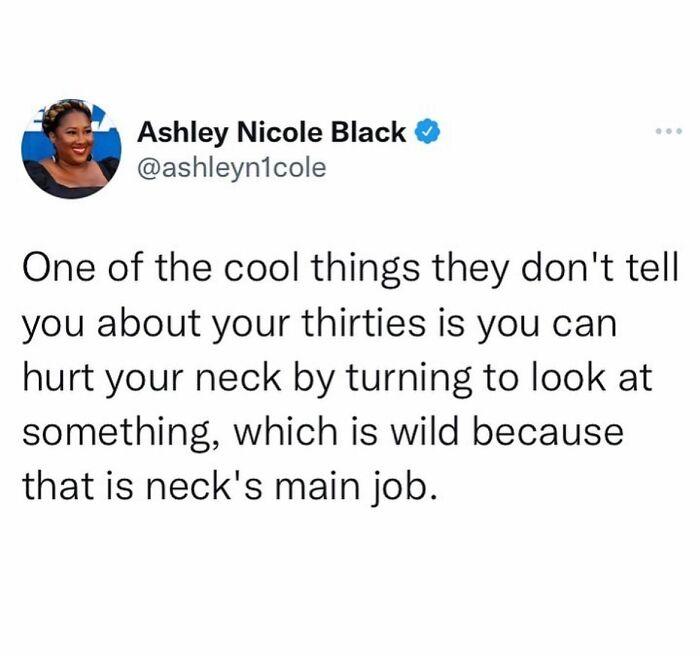 Ashley Nicole Black
@ashleyn1cole
One of the cool things they don't tell
you about your thirties is you can
hurt your neck by turning to look at
something, which is wild because
that is neck's main job.